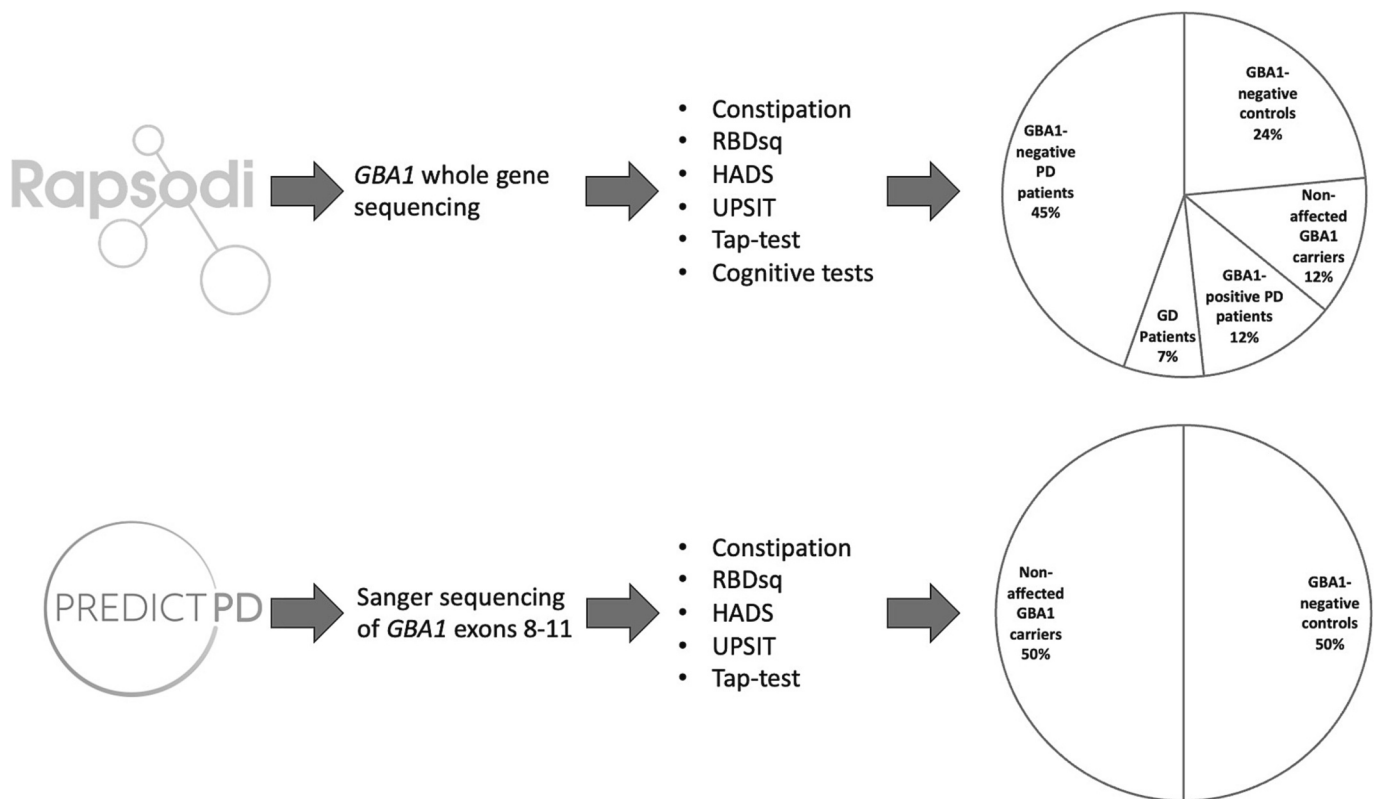 Rapsodi
GBA1 whole gene
sequencing
• Constipation
• RBDsq
• HADS
• UPSIT
• Tap-test
• Cognitive tests
GBA1-
negative
PD
patients
45%
GBA1-
negative
controls
24%
Non-
affected
GBA1
carriers
12%
GBA1-
positive PD
patients
12%
GD
Patients
7%
PREDICT PD
Sanger sequencing
of GBA1 exons 8-11
• Constipation
• RBDsq
• HADS
• UPSIT
• Tap-test
Non-
affected
GBA1
carriers
50%
GBA1-
negative
controls
50%